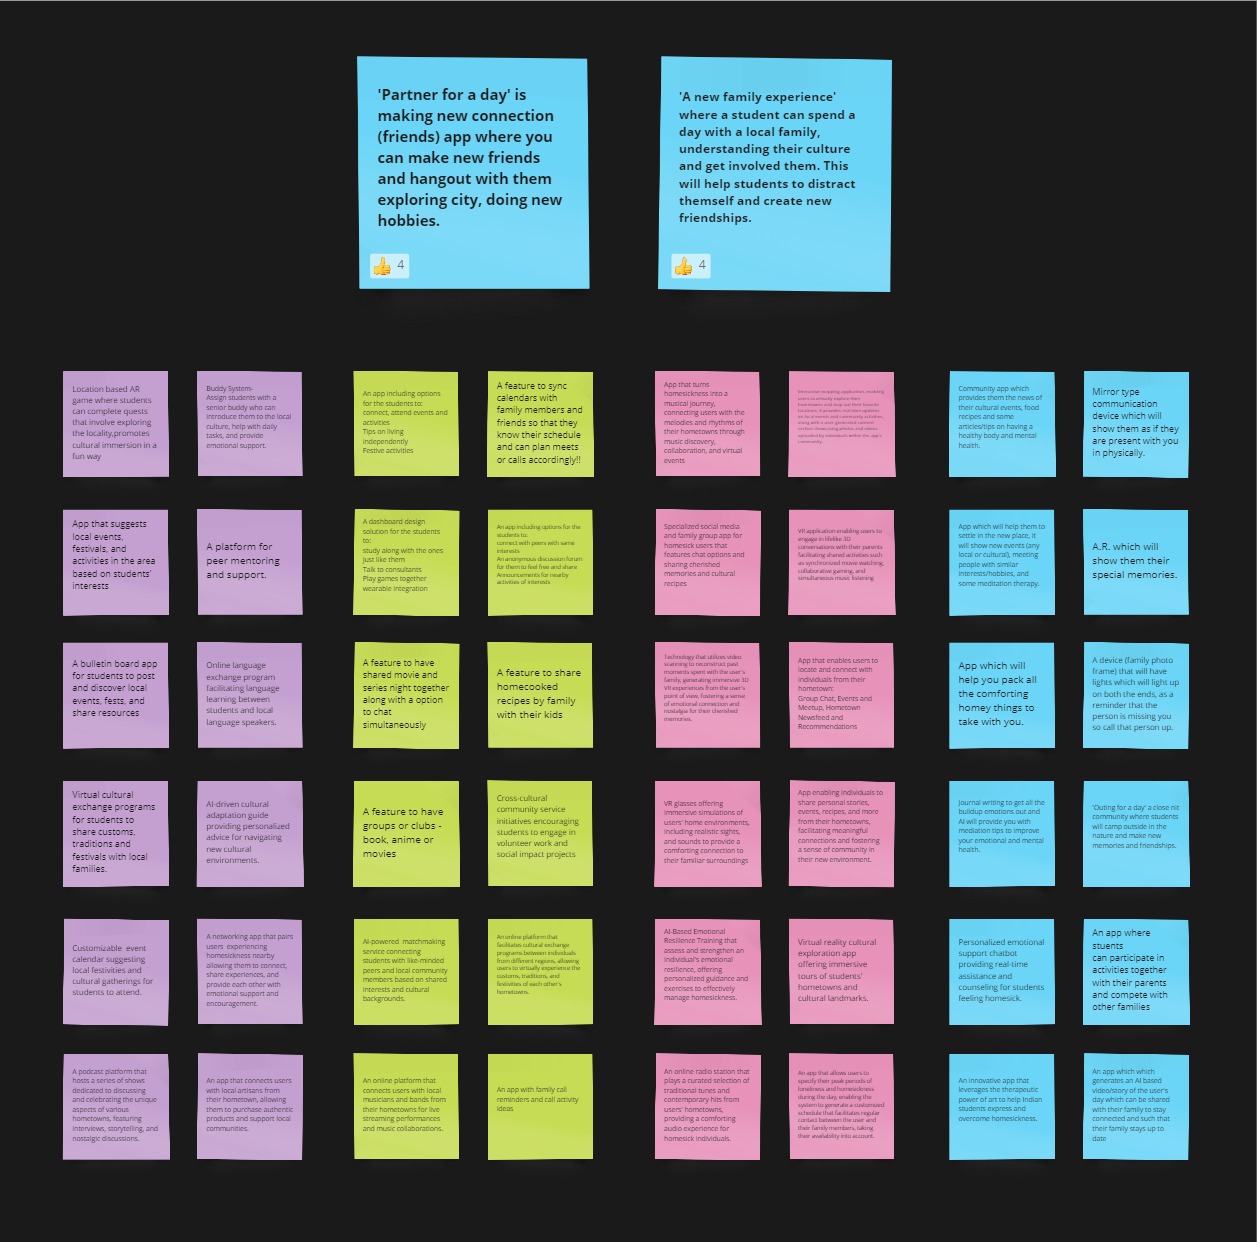 'Partner for a day' is
making new connection
(friends) app where you
can make new friends
and hangout with them
exploring city, doing new
hobbies.
4
'A new family experience'
where a student can spend a
day with a local family,
understanding their culture
and get involved them. This
will help students to distract
themself and create new
friendships.
4
Location based AR
game where students
can complete quests
that involve exploring
the locality,promotes
cultural immersion in a
fun way
Buddy System-
Assign students with a
senior buddy who can
introduce them to the local
culture, help with daily
tasks, and provide
emotional support.
An app including options
for the students to:
connect, attend events and
activities
Tips on living
independently
Festive activities
A feature to sync
calendars with
family members and
friends so that they
know their schedule
and can plan meets
or calls accordingly!!
App that turns
homesickness into a
musical journey,
connecting users with the
melodies and rhythms of
their hometowns through
music discovery,
collaboration, and virtual
events
Community app which
provides them the news of
their cultural events, food
recipes and some
articles/tips on having a
healthy body and mental
health.
Mirror type
communication
device which will
show them as if they
are present with you
in physically.
App that suggests
local events,
festivals, and
activities in the area
based on students'
interests
A platform for
peer mentoring
and support.
A dashboard design
solution for the students
to:
study along with the ones
just like them
Talk to consultants
Play games together
wearable integration
An app including options for the
students to:
connect with peers with same
interests
An anonymous discussion forum
for them to feel free and share
Announcements for nearby
activities of interests
Specialized social media
and family group app for
homesick users that
features chat options and
sharing cherished
memories and cultural
recipes
VR application enabling users to
engage in lifelike 3D
conversations with their parents
facilitating shared activities such
as synchronized movie watching,
collaborative gaming, and
simultaneous music listening
App which will help them to
settle in the new place, it
will show new events (any
local or cultural), meeting
people with similar
interests/hobbies, and
some meditation therapy.
A.R. which will
show them their
special memories.
A bulletin board app
for students to post
and discover local
events, fests, and
share resources
Online language
exchange program
facilitating language
learning between
students and local
language speakers.
A feature to have
shared movie and
series night together
along with a option
to chat
simultaneously
A feature to share
homecooked
recipes by family
with their kids
Technology that utilizes video
scanning to reconstruct past
moments spent with the user's
family, generating immersive 3D
VR experiences from the user's
point of view, fostering a sense
of emotional connection and
nostalgia for their cherished
memories.
App that enables users to
locate and connect with
individuals from their
hometown:
Group Chat, Events and
Meetup, Hometown
Newsfeed and
Recommendations
App which will
help you pack all
the comforting
homey things to
take with you.
A device (family photo
frame) that will have
lights which will light up
on both the ends, as a
reminder that the
person is missing you
so call that person up.
Virtual cultural
exchange programs
for students to
share customs,
traditions and
festivals with local
families.
AI-driven cultural
adaptation guide
providing personalized
advice for navigating
new cultural
environments.
A feature to have
groups or clubs -
book, anime or
movies
Cross-cultural
community service
initiatives encouraging
students to engage in
volunteer work and
social impact projects
VR glasses offering
immersive simulations of
users' home environments,
including realistic sights,
and sounds to provide a
comforting connection to
their familiar surroundings
App enabling individuals to
share personal stories,
events, recipes, and more
from their hometowns,
facilitating meaningful
connections and fostering
a sense of community in
their new environment.
Journal writing to get all the
buildup emotions out and
AI will provide you with
mediation tips to improve
your emotional and mental
health.
'Outing for a day' a close nit
community where students
will camp outside in the
nature and make new
memories and friendships.
Customizable event
calendar suggesting
local festivities and
cultural gatherings for
students to attend.
A networking app that pairs
users experiencing
homesickness nearby
allowing them to connect,
share experiences, and
provide each other with
emotional support and
encouragement.
AI-powered matchmaking
service connecting
students with like-minded
peers and local community
members based on shared
interests and cultural
backgrounds.
An online platform that
facilitates cultural exchange
programs between individuals
from different regions, allowing
users to virtually experience the
customs, traditions, and
festivities of each other's
hometowns.
AI-Based Emotional
Resilience Training that
assess and strengthen an
individual's emotional
resilience, offering
personalized guidance and
exercises to effectively
manage homesickness.
Virtual reality cultural
exploration app
offering immersive
tours of students'
hometowns and
cultural landmarks.
Personalized emotional
support chatbot
providing real-time
assistance and
counseling for students
feeling homesick.
An app where
stuents
can participate in
activities together
with their parents
and compete with
other families
A podcast platform that
hosts a series of shows
dedicated to discussing
and celebrating the unique
aspects of various
hometowns, featuring
interviews, storytelling, and
nostalgic discussions.
An app that connects users
with local artisans from
their hometown, allowing
them to purchase authentic
products and support local
communities.
An online platform that
connects users with local
musicians and bands from
their hometowns for live
streaming performances
and music collaborations.
An app with family call
reminders and call activity
ideas
An online radio station that
plays a curated selection of
traditional tunes and
contemporary hits from
users' hometowns,
providing a comforting
audio experience for
homesick individuals.
An app that allows users to
specify their peak periods of
loneliness and homesickness
during the day, enabling the
system to generate a customized
schedule that facilitates regular
contact between the user and
their family members, taking
their availability into account.
An innovative app that
leverages the therapeutic
power of art to help Indian
students express and
overcome homesickness.
An app which which
generates an AI based
video/story of the user's
day which can be shared
with their family to stay
connected and such that
their family stays up to
date